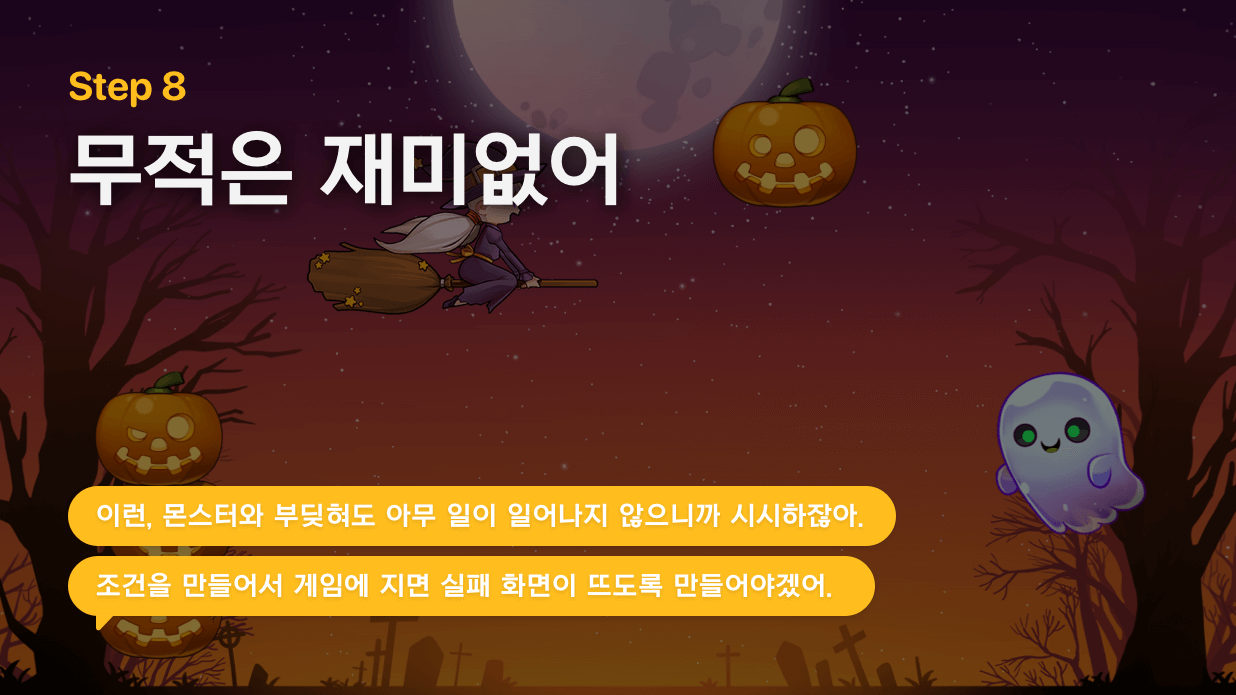 Step 8
무적은 재미없어
이런, 몬스터와 부딪혀도 아무 일이 일어나지 않으니까 시시하잖아.
조건을 만들어서 게임에 지면 실패 화면이 뜨도록 만들어야겠어.